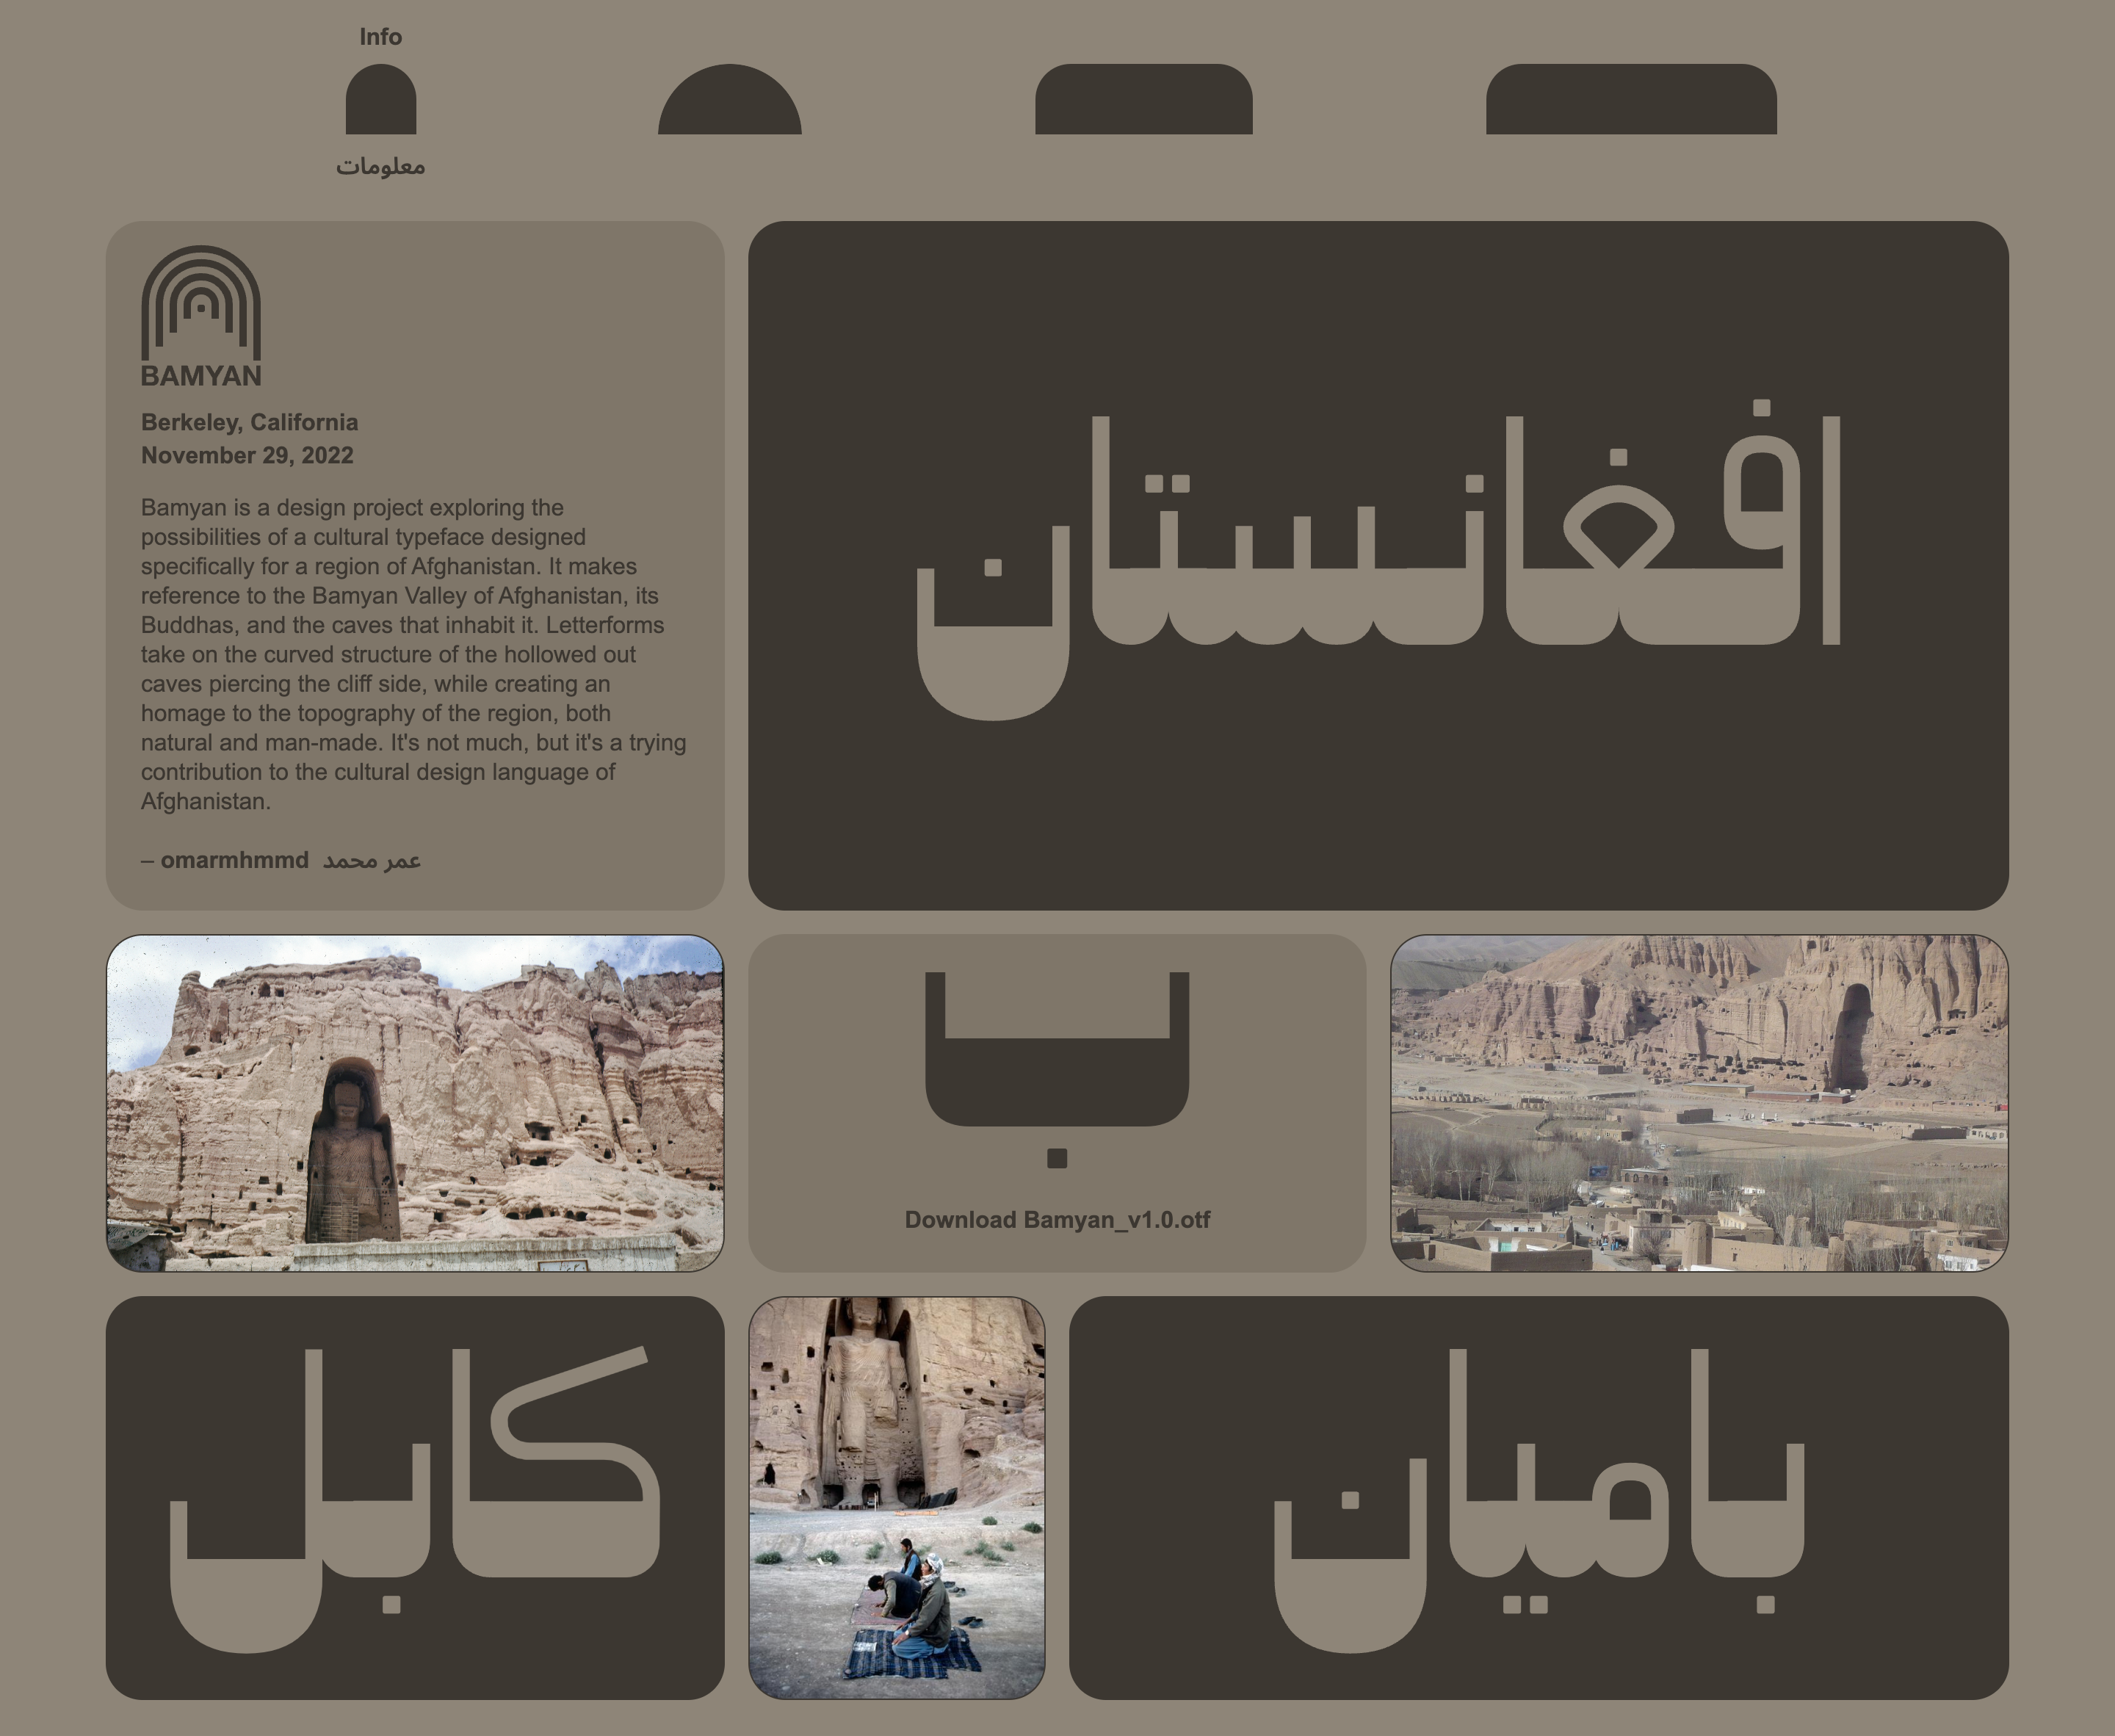 Info
معلومات
BAMYAN
Berkeley, California
November 29, 2022
Bamyan is a design project exploring the
possibilities of a cultural typeface designed
specifically for a region of Afghanistan. It makes
reference to the Bamyan Valley of Afghanistan, its
Buddhas, and the caves that inhabit it. Letterforms
take on the curved structure of the hollowed out
caves piercing the cliff side, while creating an
homage to the topography of the region, both
natural and man-made. It's not much, but it's a trying
contribution to the cultural design language of
Afghanistan.
– omarmhmmd عمر محمد
افغانستان
ب
Download Bamyan_v1.0.otf
کابل
بامیان